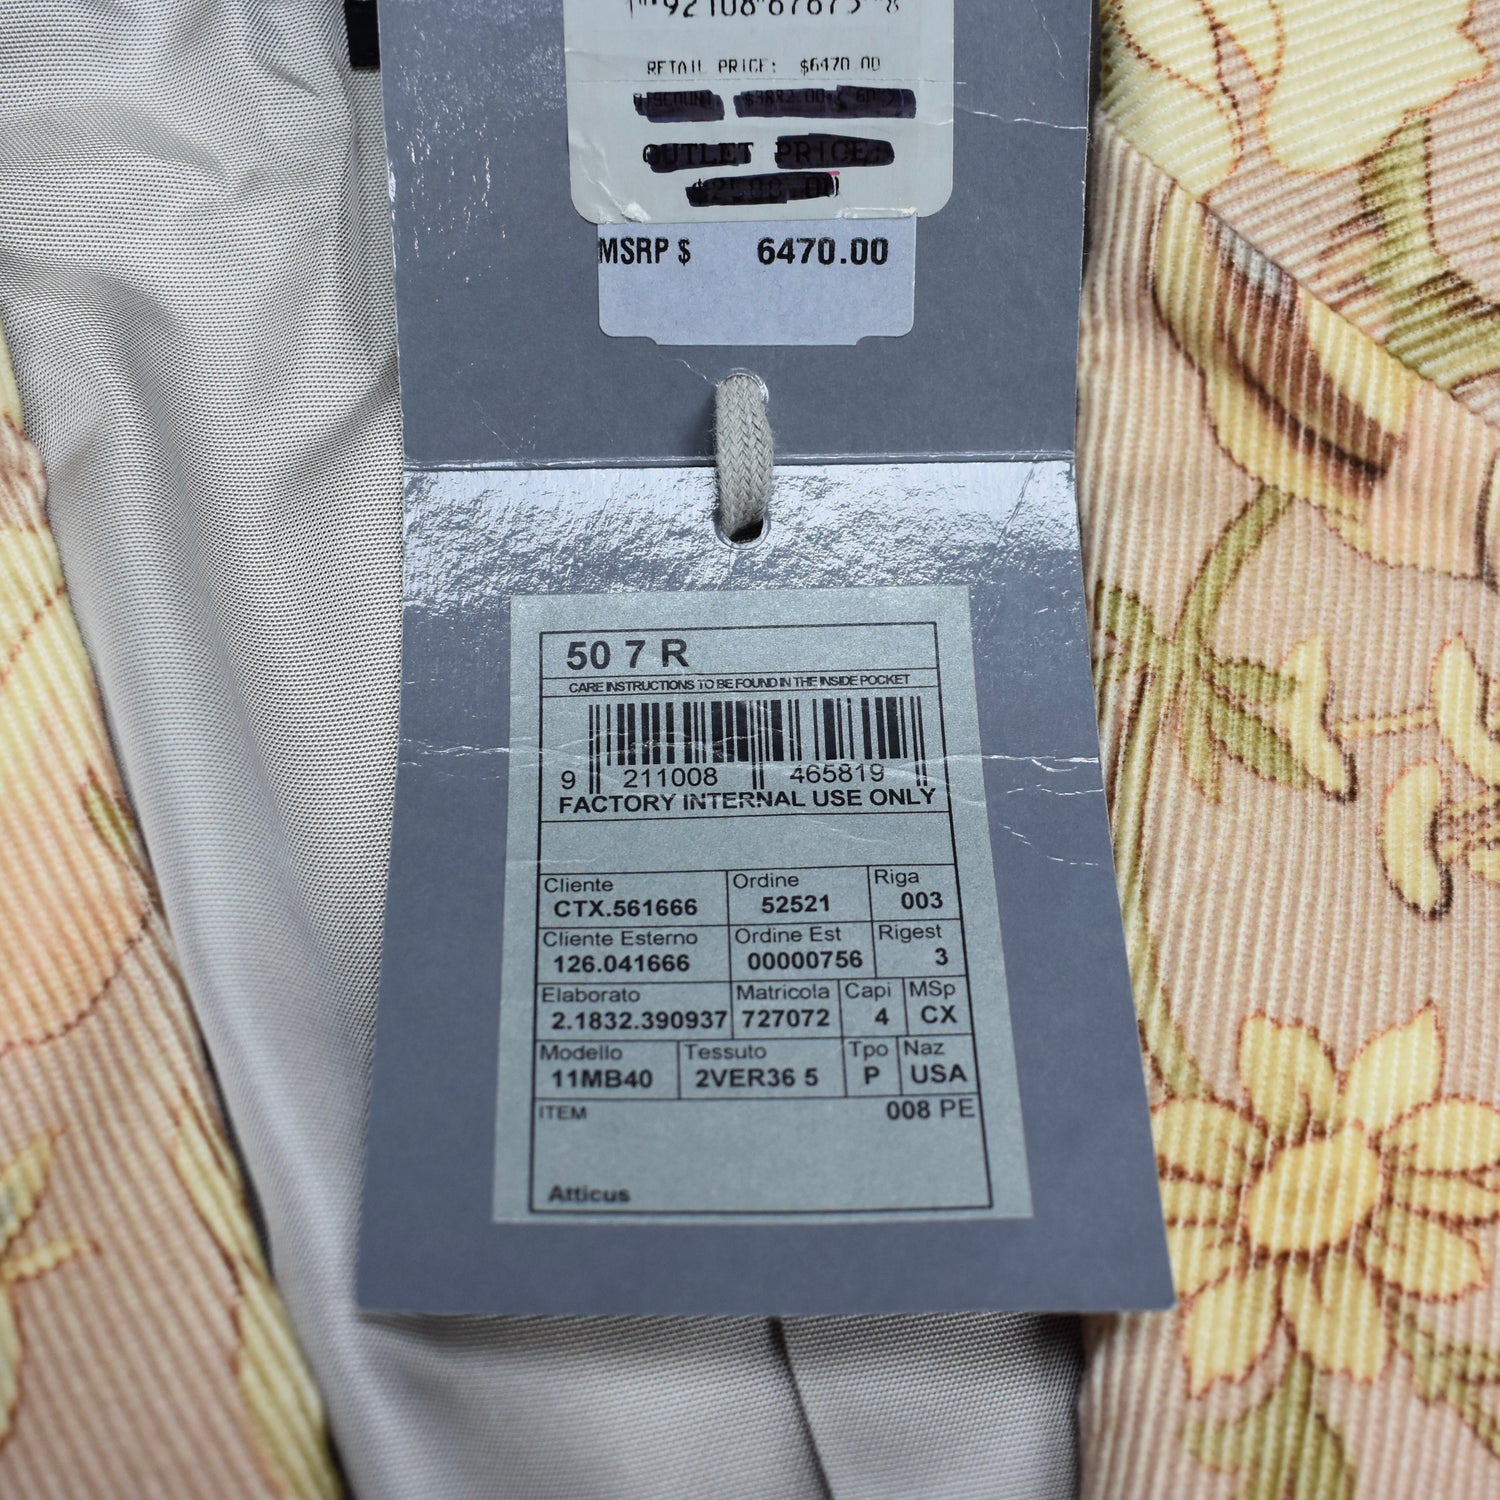 RETAIL PRICE: $6470.00
OUTLET PRICE:
MSRP $ 6470.00
50 7 R
CARE INSTRUCTIONS TO BE FOUND IN THE INSIDE POCKET
9 211008 465819
FACTORY INTERNAL USE ONLY
Cliente Ordine Riga
CTX.561666 52521 003
Cliente Esterno Ordine Est Rigest
126.041666 00000756 3
Elaborato Matricola Capi MSp
2.1832.390937 727072 4 CX
Modello Tessuto Tpo Naz
11MB40 2VER36 5 P USA
ITEM 008 PE
Atticus